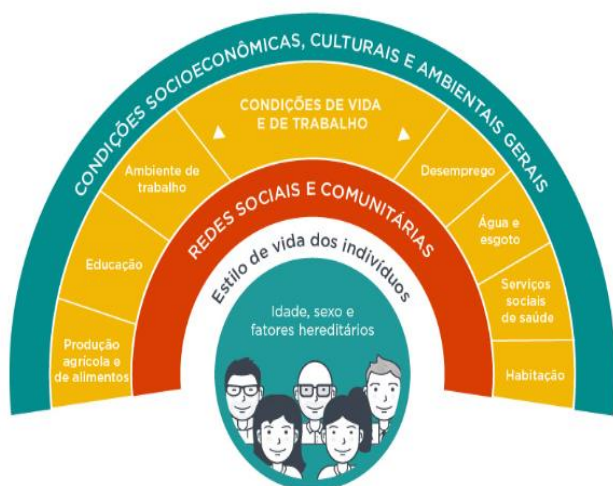 CONDIÇÕES SOCIOECONÔMICAS, CULTURAIS E AMBIENTAIS GERAIS
CONDIÇÕES DE VIDA
E DE TRABALHO
Ambiente de
trabalho
Desemprego
REDES SOCIAIS E COMUNITÁRIAS
Água e
esgoto
Educação
Estilo de vida dos indivíduos
Serviços
sociais
de saúde
Idade, sexo e
fatores hereditários
Produção
agrícola e
de alimentos
Habitação